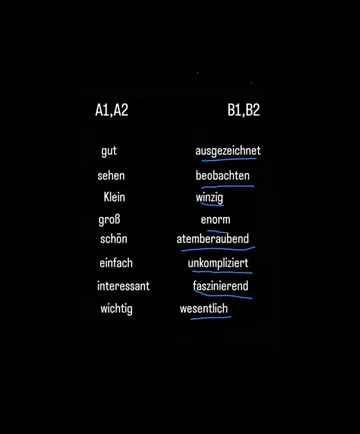 A1,A2 B1,B2
gut ausgezeichnet
sehen beobachten
Klein winzig
groß enorm
schön atemberaubend
einfach unkompliziert
interessant faszinierend
wichtig wesentlich